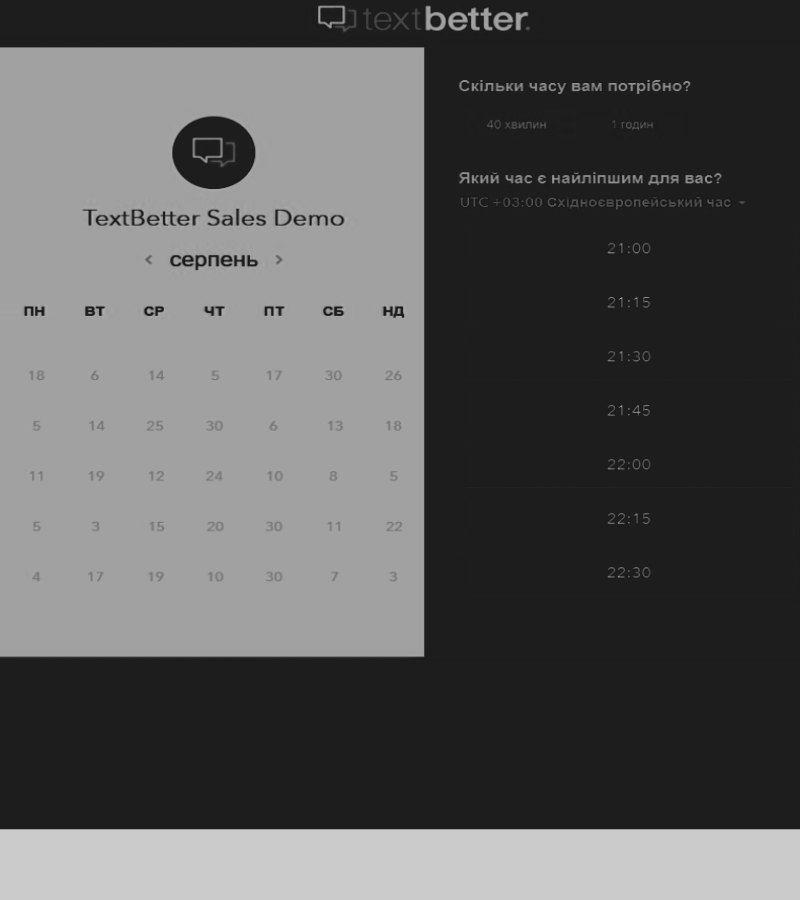 textbetter.
TextBetter Sales Demo
‹ серпень ›
ПН ВТ СР ЧТ ПТ СБ НД
18 6 14 5 17 30 26
5 14 25 30 6 13 18
11 19 12 24 10 8 5
5 3 15 20 30 11 22
4 17 19 10 30 7 3
Скільки часу вам потрібно?
40 хвилин 1 годин
Який час є найліпшим для вас?
UTC +03:00 Східноєвропейський час
21:00
21:15
21:30
21:45
22:00
22:15
22:30